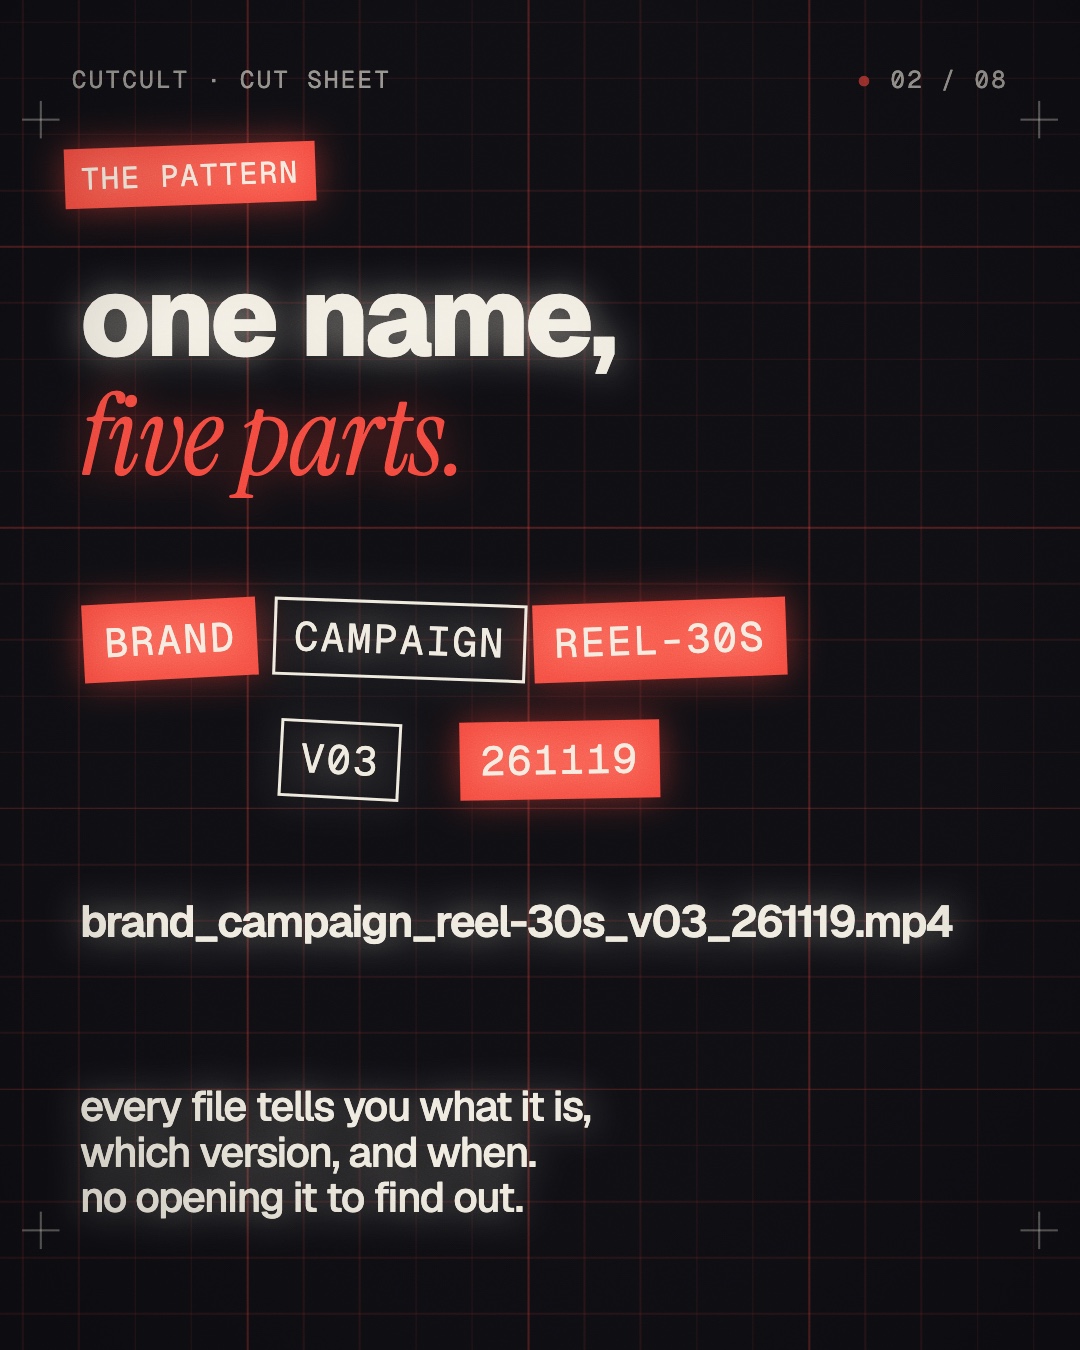 CUTCULT · CUT SHEET
02 / 08
THE PATTERN
one name,
five parts.
BRAND CAMPAIGN REEL-30S
V03 261119
brand_campaign_reel-30s_v03_261119.mp4
every file tells you what it is,
which version, and when.
no opening it to find out.